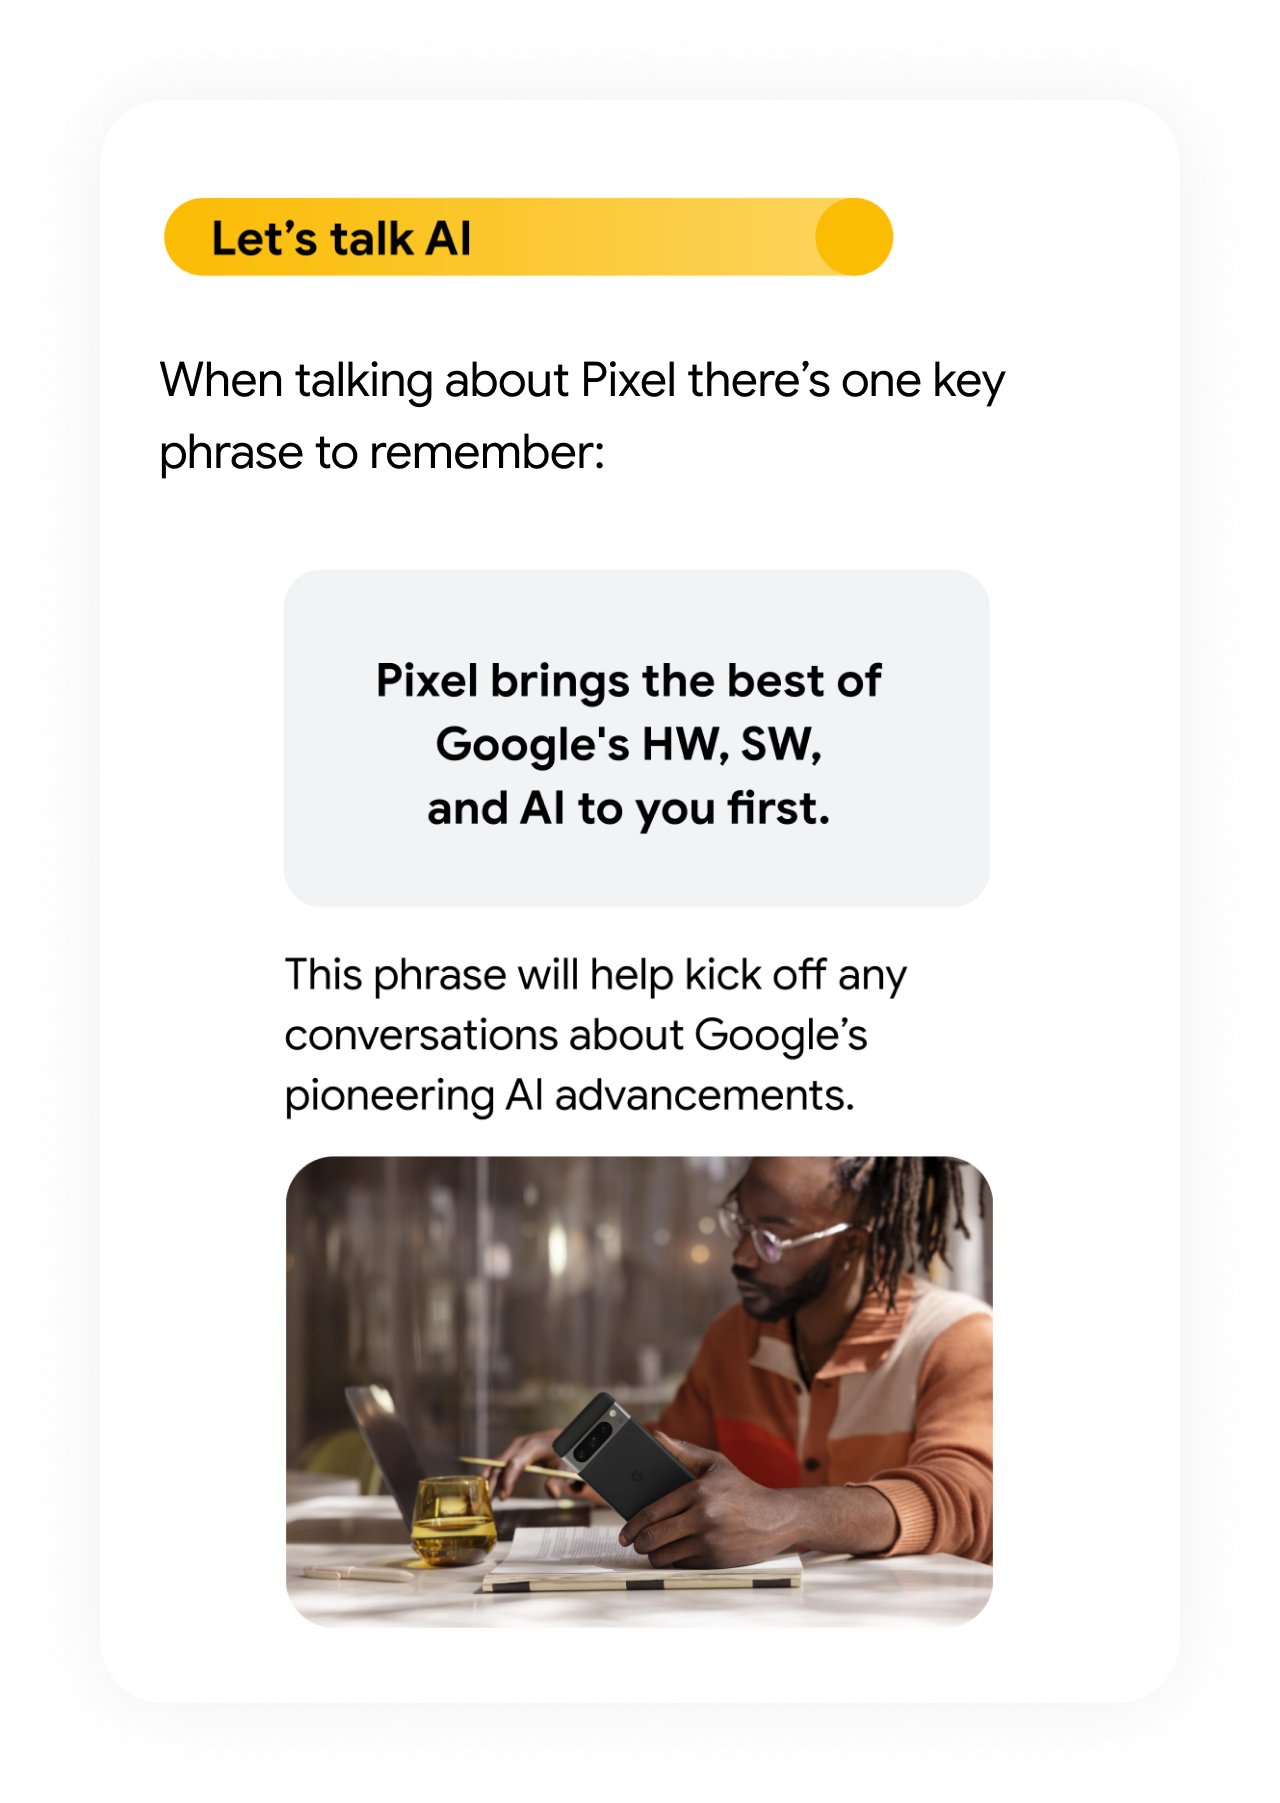 Let’s talk AI
When talking about Pixel there’s one key
phrase to remember:
Pixel brings the best of
Google's HW, SW,
and AI to you first.
This phrase will help kick off any
conversations about Google’s
pioneering AI advancements.